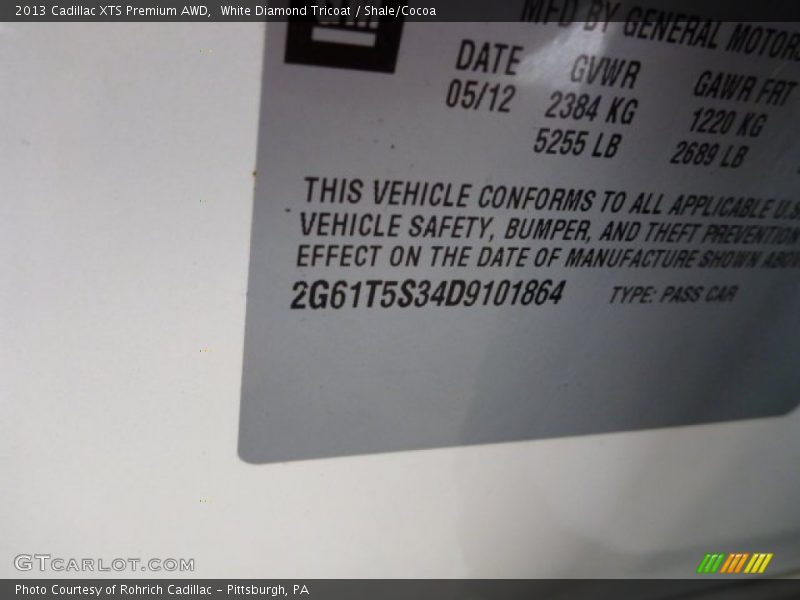 2013 Cadillac XTS Premium AWD,  White Diamond Tricoat / Shale/Cocoa
GM
MFD BY GENERAL MOTORS
DATE GVWR GAWR FRT
05/12 2384 KG 1220 KG
5255 LB 2689 LB
THIS VEHICLE CONFORMS TO ALL APPLICABLE U.S
VEHICLE SAFETY, BUMPER, AND THEFT PREVENTION
EFFECT ON THE DATE OF MANUFACTURE SHOWN ABOV
2G61T5S34D9101864 TYPE: PASS CAR
GTCARLOT.COM
Photo Courtesy of Rohrich Cadillac - Pittsburgh, PA